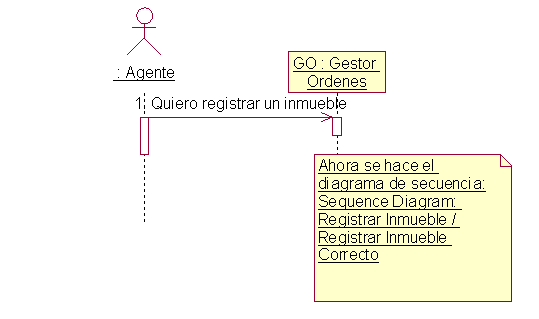 : Agente
GO : Gestor
Ordenes
1. Quiero registrar un inmueble
Ahora se hace el
diagrama de secuencia:
Sequence Diagram:
Registrar Inmueble /
Registrar Inmueble
Correcto